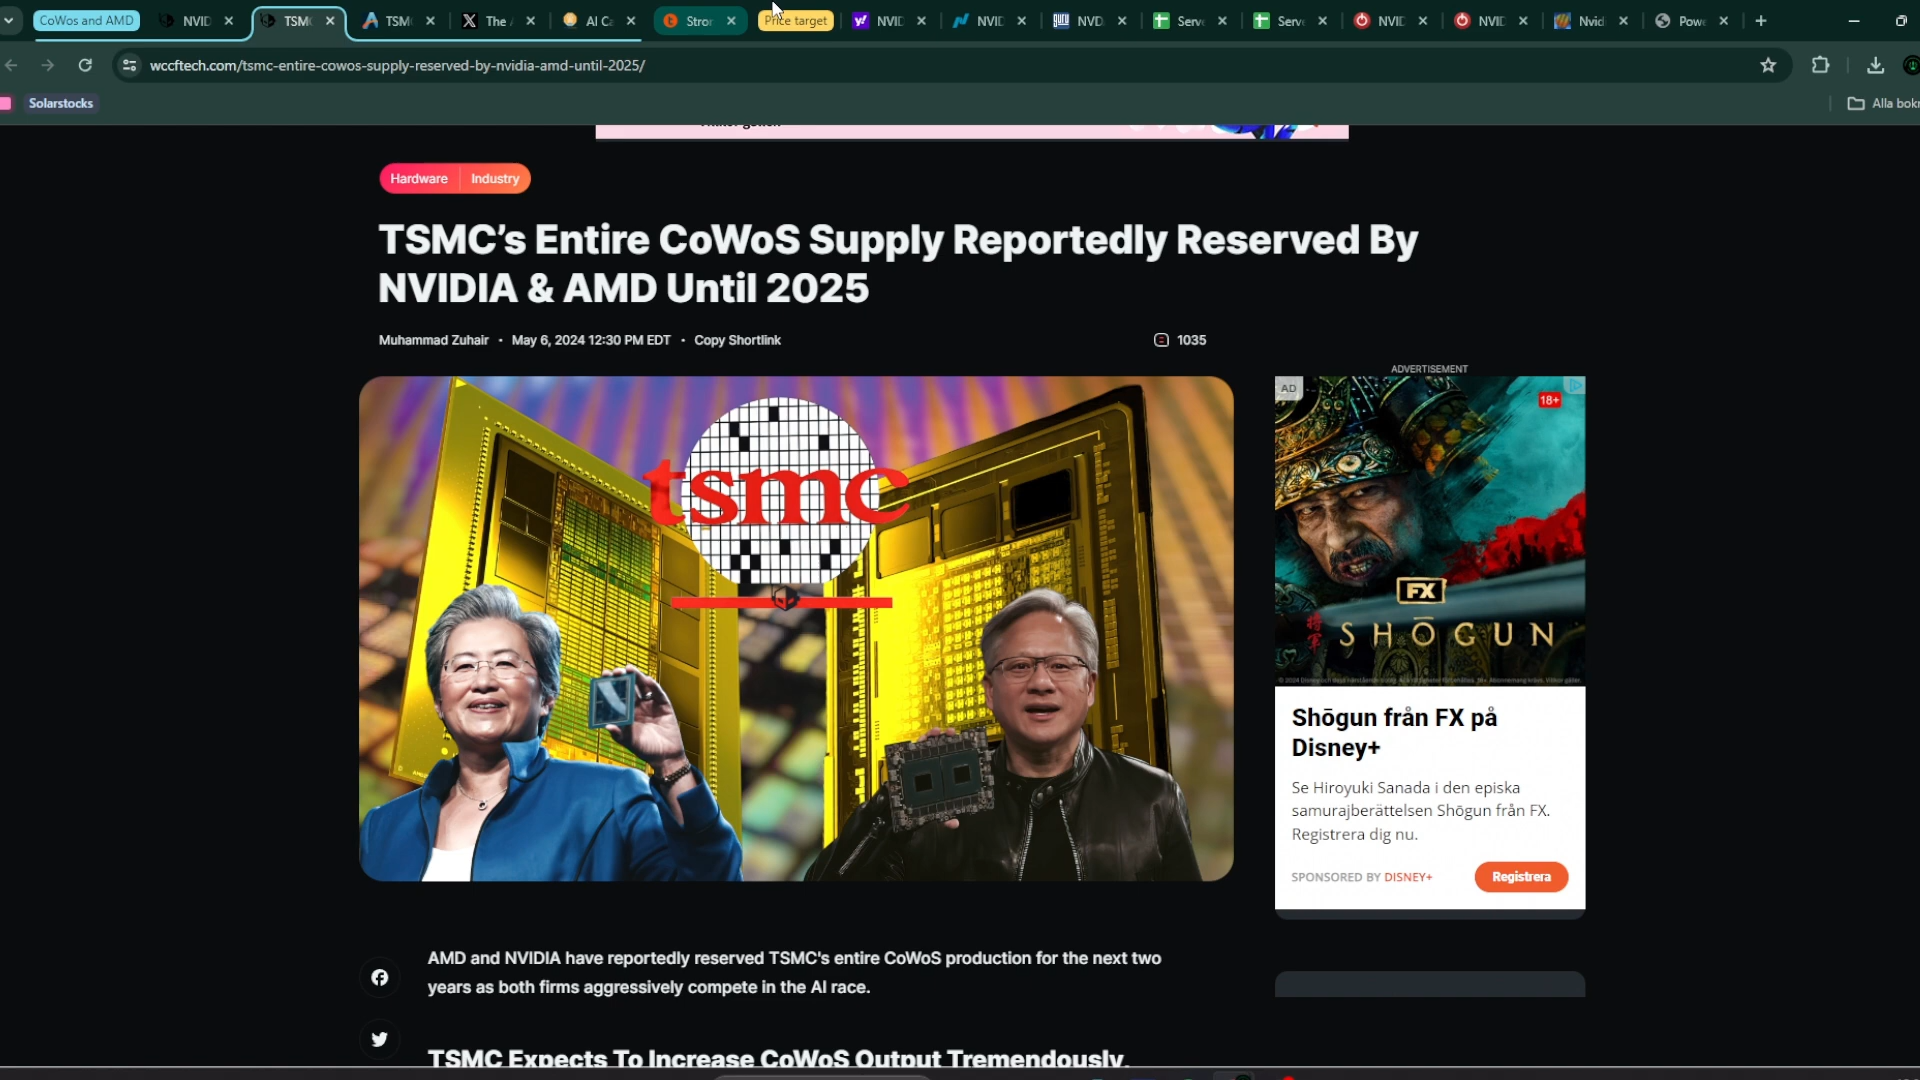 CoWos and AMD
NVID
TSM
TSM
The
AI C
Stror
Price target
NVID
NVID
NVD
Serv
Serv
NVID
NVID
Nvid
Pow
wccftech.com/tsmc-entire-cowos-supply-reserved-by-nvidia-amd-until-2025/
Solarstocks
Alla bok
Hardware Industry
TSMC's Entire CoWoS Supply Reportedly Reserved By
NVIDIA & AMD Until 2025
Muhammad Zuhair • May 6, 2024 12:30 PM EDT • Copy Shortlink
1035
ADVERTISEMENT
AD
18+
tsmc
FX
SHŌGUN
Shōgun från FX på
Disney+
Se Hiroyuki Sanada i den episka
samurajberättelsen Shōgun från FX.
Registrera dig nu.
SPONSORED BY DISNEY+
Registrera
AMD and NVIDIA have reportedly reserved TSMC's entire CoWoS production for the next two
years as both firms aggressively compete in the AI race.
TSMC Expects To Increase CoWoS Output Tremendously,